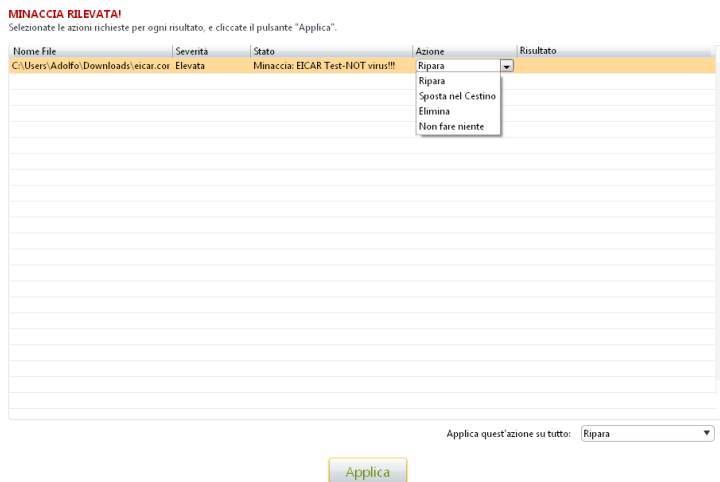 MINACCIA RILEVATA!
Selezionate le azioni richieste per ogni risultato, e cliccate il pulsante "Applica".
Nome File Severità Stato Azione Risultato
C:\Users\Adolfo\Downloads\eicar.cor Elevata Minaccia: EICAR Test-NOT virus!!! Ripara
Ripara
Sposta nel Cestino
Elimina
Non fare niente
Applica quest'azione su tutto: Ripara
Applica